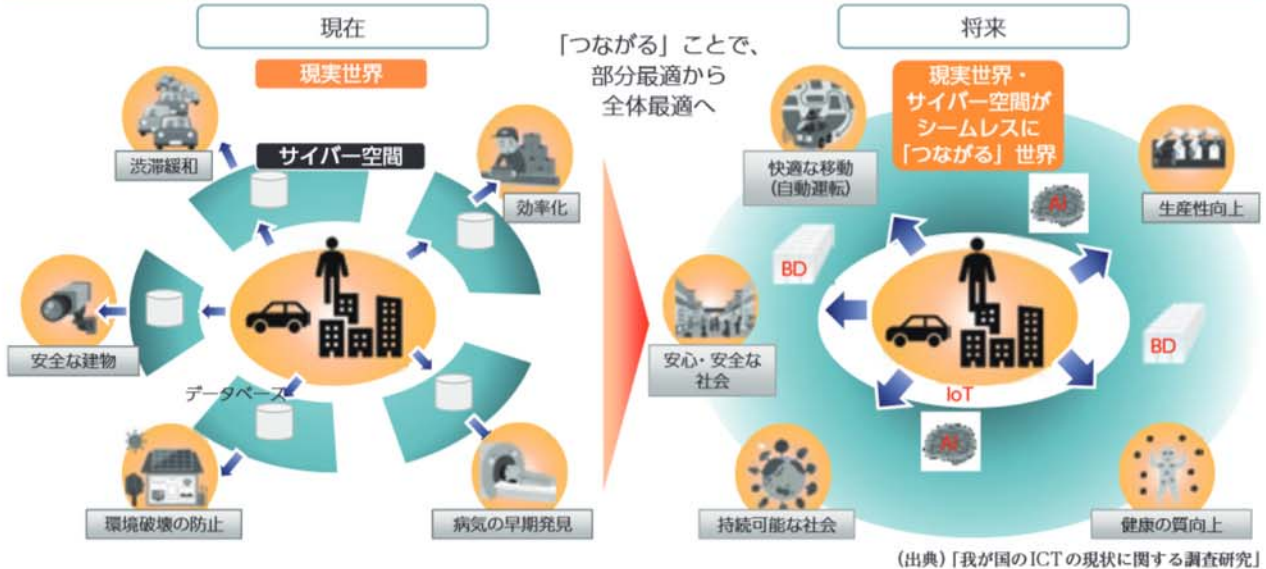 現在
現実世界
サイバー空間
渋滞緩和
効率化
安全な建物
データベース
環境破壊の防止
病気の早期発見
「つながる」ことで、
部分最適から
全体最適へ
将来
現実世界・
サイバー空間が
シームレスに
「つながる」世界
快適な移動
(自動運転)
AI
生産性向上
BD
BD
安心・安全な
社会
IoT
AI
持続可能な社会
健康の質向上
(出典)「我が国のICTの現状に関する調査研究」